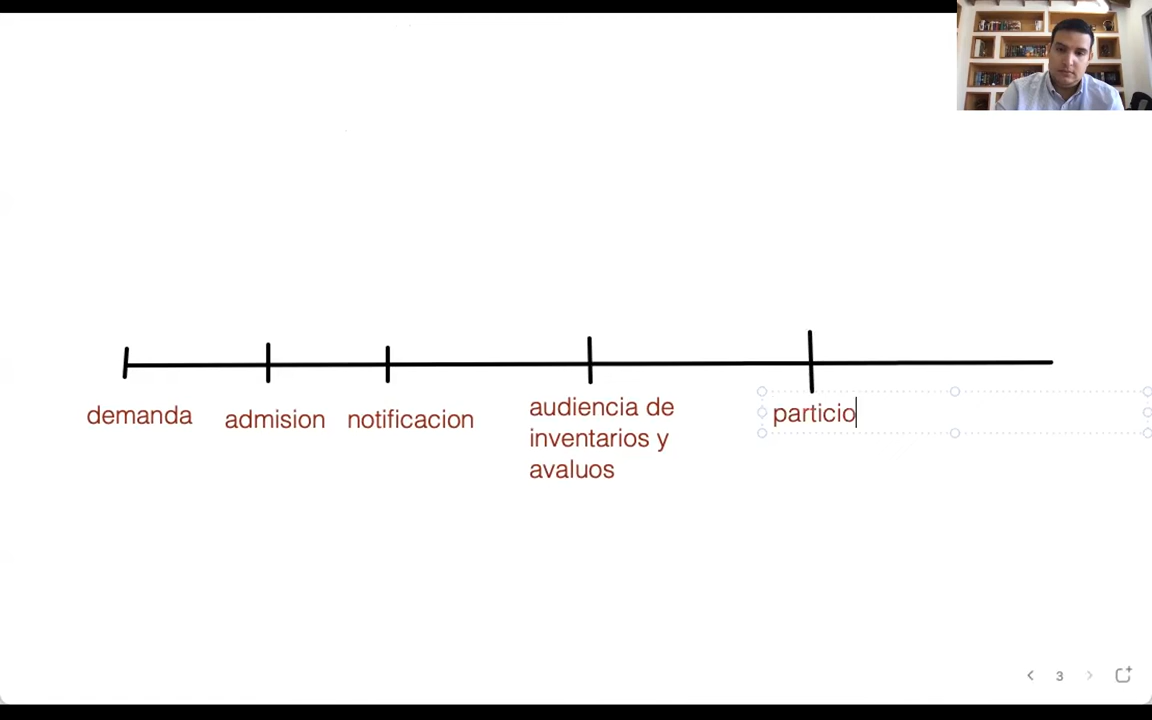 demanda
admision
notificacion
audiencia de
inventarios y
avaluos
particio
3